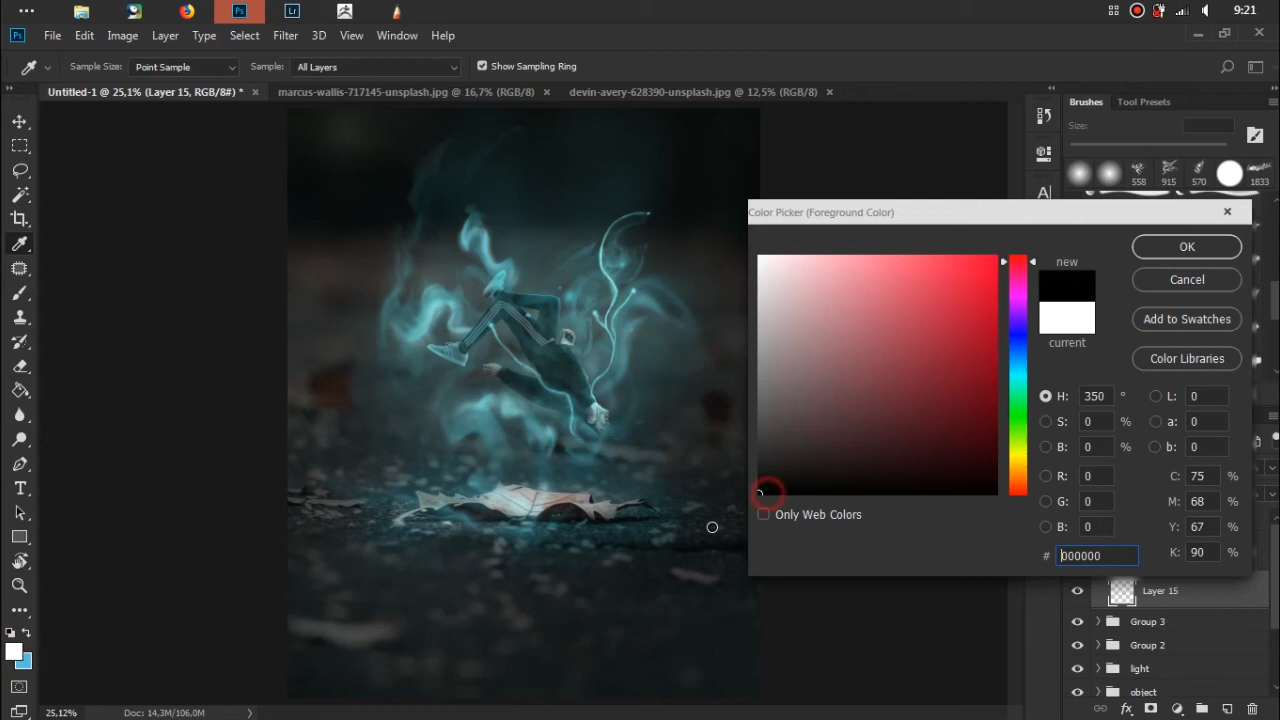 Ps Lr 9:21
Ps File Edit Image Layer Type Select Filter 3D View Window Help
Sample Size: Point Sample Sample: All Layers Show Sampling Ring
Untitled-1 @ 25,1% (Layer 15, RGB/8#) * marcus-wallis-717145-unsplash.jpg @ 16,7% (RGB/8) devin-avery-628390-unsplash.jpg @ 12,5% (RGB/8)
Brushes Tool Presets
Size:
558 915 570 1833
Color Picker (Foreground Color)
new
current
OK
Cancel
Add to Swatches
Color Libraries
H: 350 ° L: 0
S: 0 % a: 0
B: 0 % b: 0
R: 0 C: 75 %
G: 0 M: 68 %
B: 0 Y: 67 %
# 000000 K: 90 %
Only Web Colors
Layer 15
Group 3
Group 2
light
object
25,12% Doc: 14,3M/106,0M